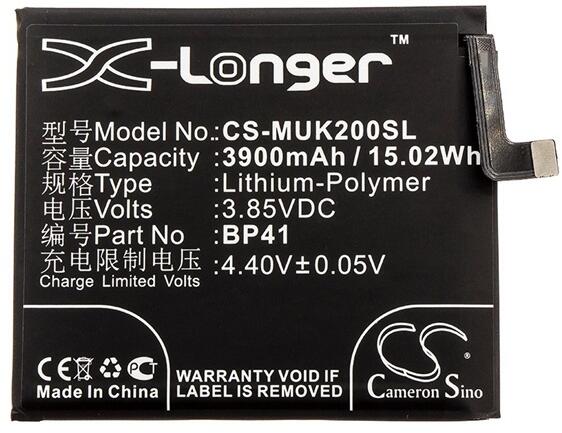 X-Longer™
型号Model No.:CS-MUK200SL
容量Capacity :3900mAh / 15.02Wh
规格Type :Lithium-Polymer
电压Volts :3.85VDC
编号Part No :BP41
充电限制电压 :4.40V±0.05V
Charge Limited Volts
CE PCT
Made In China
WARRANTY VOID IF
LABEL IS REMOVED
CS
Cameron Sino